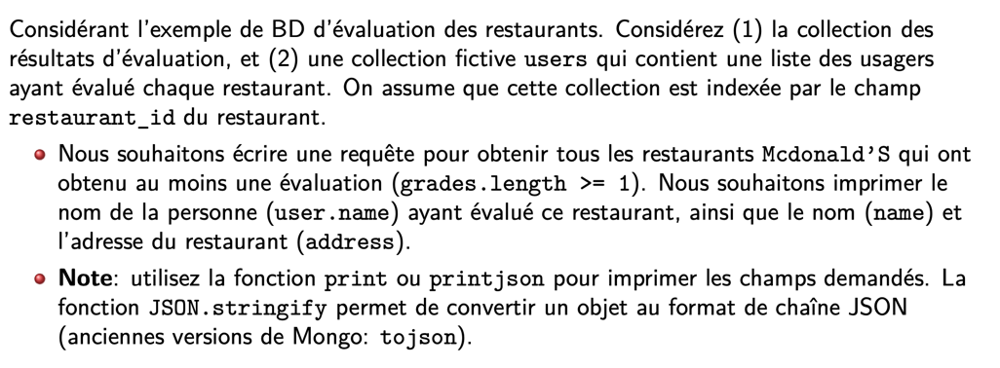 Considérant l'exemple de BD d'évaluation des restaurants. Considérez (1) la collection des
résultats d'évaluation, et (2) une collection fictive users qui contient une liste des usagers
ayant évalué chaque restaurant. On assume que cette collection est indexée par le champ
restaurant_id du restaurant.
Nous souhaitons écrire une requête pour obtenir tous les restaurants Mcdonald'S qui ont
obtenu au moins une évaluation (grades.length >= 1). Nous souhaitons imprimer le
nom de la personne (user.name) ayant évalué ce restaurant, ainsi que le nom (name) et
l'adresse du restaurant (address).
Note: utilisez la fonction print ou printjson pour imprimer les champs demandés. La
fonction JSON.stringify permet de convertir un objet au format de chaîne JSON
(anciennes versions de Mongo: tojson).